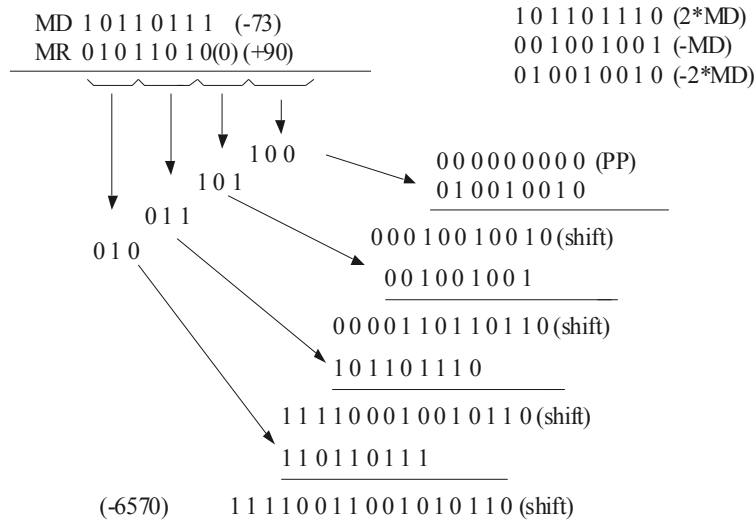 MD 1 0 1 1 0 1 1 1 (-73)
MR 0 1 0 1 1 0 1 0(0) (+90)
1 0 1 1 0 1 1 1 0 (2*MD)
0 0 1 0 0 1 0 0 1 (-MD)
0 1 0 0 1 0 0 1 0 (-2*MD)
1 0 0
1 0 1
0 1 1
0 1 0
0 0 0 0 0 0 0 0 0 (PP)
0 1 0 0 1 0 0 1 0
0 0 0 1 0 0 1 0 0 1 0 (shift)
0 0 1 0 0 1 0 0 1
0 0 0 0 1 1 0 1 1 0 1 1 0 (shift)
1 0 1 1 0 1 1 1 0
1 1 1 1 0 0 0 1 0 0 1 0 1 1 0 (shift)
1 1 0 1 1 0 1 1 1
(-6570) 1 1 1 1 0 0 1 1 0 0 1 0 1 0 1 1 0 (shift)